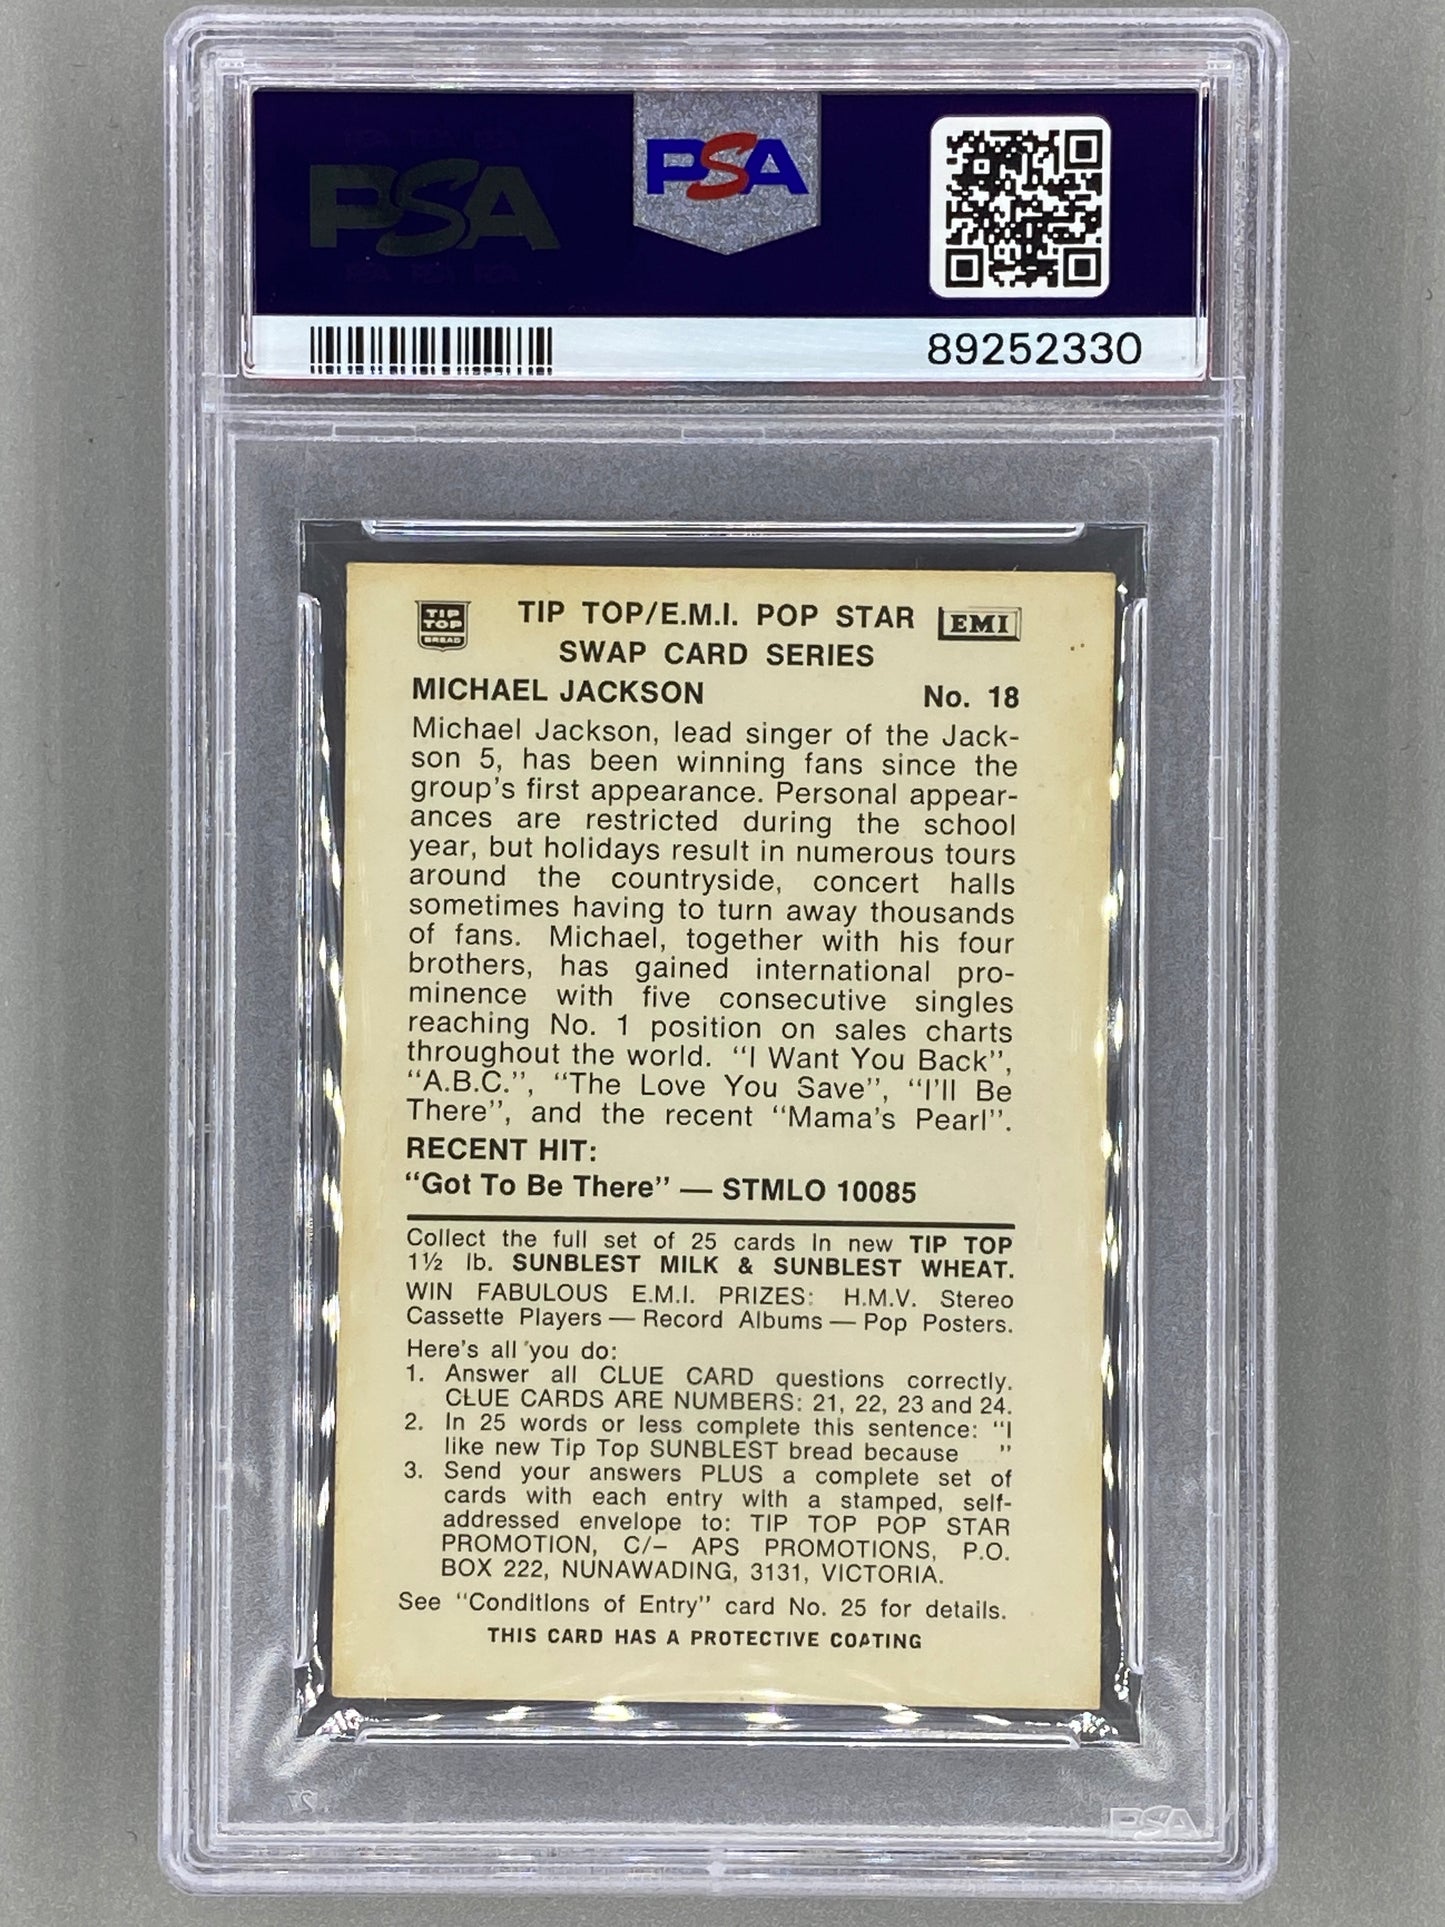 PSA
PSA
89252330
TIP TOP BREAD
TIP TOP/E.M.I. POP STAR
EMI
SWAP CARD SERIES
MICHAEL JACKSON No. 18
Michael Jackson, lead singer of the Jack-
son 5, has been winning fans since the
group's first appearance. Personal appear-
ances are restricted during the school
year, but holidays result in numerous tours
around the countryside, concert halls
sometimes having to turn away thousands
of fans. Michael, together with his four
brothers, has gained international pro-
minence with five consecutive singles
reaching No. 1 position on sales charts
throughout the world. "I Want You Back",
"A.B.C.", "The Love You Save", "I'll Be
There", and the recent "Mama's Pearl".
RECENT HIT:
"Got To Be There" — STMLO 10085
Collect the full set of 25 cards In new TIP TOP
1½ lb. SUNBLEST MILK & SUNBLEST WHEAT.
WIN FABULOUS E.M.I. PRIZES: H.M.V. Stereo
Cassette Players — Record Albums — Pop Posters.
Here's all you do:
1. Answer all CLUE CARD questions correctly.
CLUE CARDS ARE NUMBERS: 21, 22, 23 and 24.
2. In 25 words or less complete this sentence: "I
like new Tip Top SUNBLEST bread because "
3. Send your answers PLUS a complete set of
cards with each entry with a stamped, self-
addressed envelope to: TIP TOP POP STAR
PROMOTION, C/– APS PROMOTIONS, P.O.
BOX 222, NUNAWADING, 3131, VICTORIA.
See "Conditions of Entry" card No. 25 for details.
THIS CARD HAS A PROTECTIVE COATING
PSA